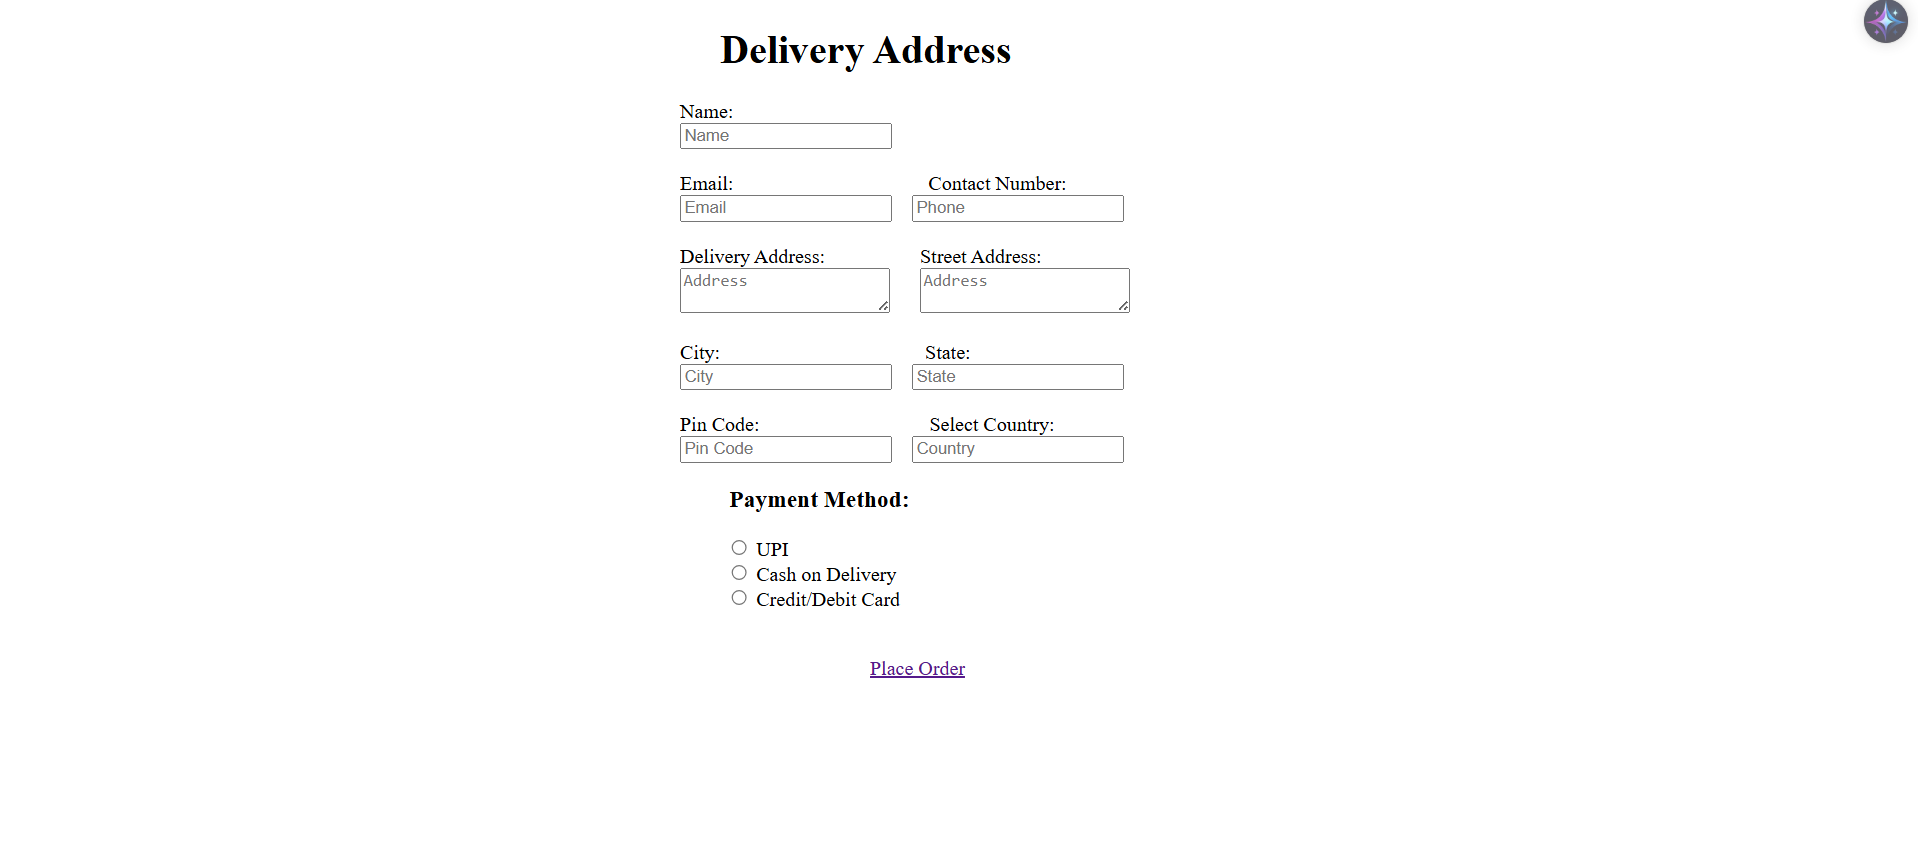 Delivery Address
Name:
Name
Email: Contact Number:
Email Phone
Delivery Address: Street Address:
Address Address
City: State:
City State
Pin Code: Select Country:
Pin Code Country
Payment Method:
UPI
Cash on Delivery
Credit/Debit Card
Place Order